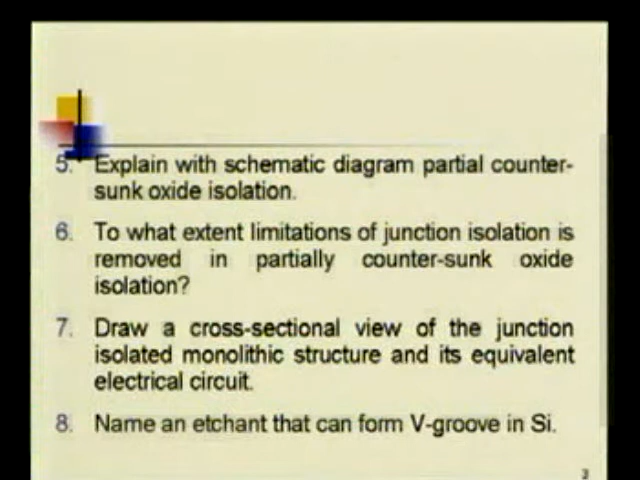 5. Explain with schematic diagram partial counter-
sunk oxide isolation.
6. To what extent limitations of junction isolation is
removed in partially counter-sunk oxide
isolation?
7. Draw a cross-sectional view of the junction
isolated monolithic structure and its equivalent
electrical circuit.
8. Name an etchant that can form V-groove in Si.
3